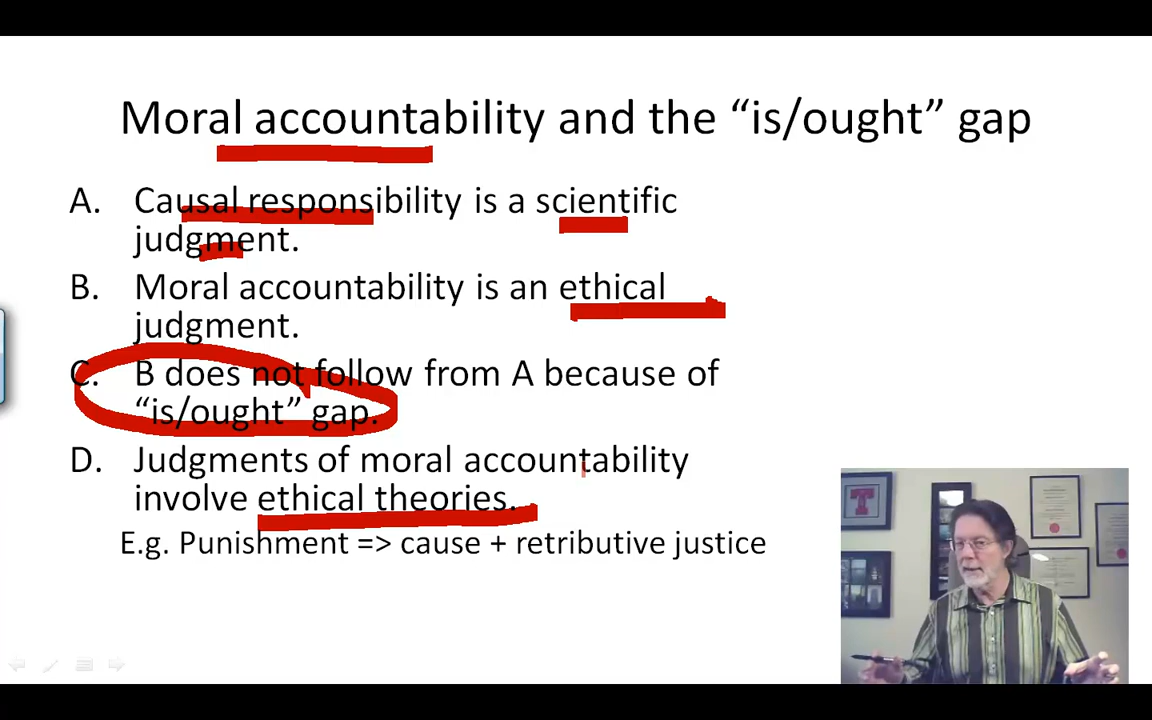 Moral accountability and the “is/ought” gap
A. Causal responsibility is a scientific
judgment.
B. Moral accountability is an ethical
judgment.
C. B does not follow from A because of
“is/ought” gap.
D. Judgments of moral accountability
involve ethical theories.
E.g. Punishment => cause + retributive justice
T